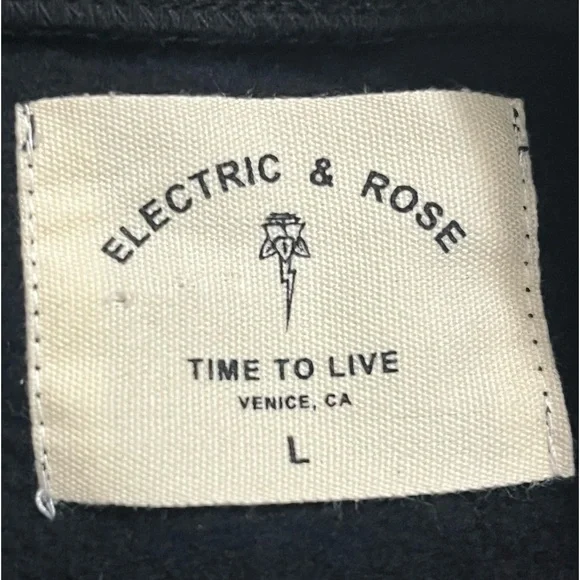 ELECTRIC & ROSE
TIME TO LIVE
VENICE, CA
L